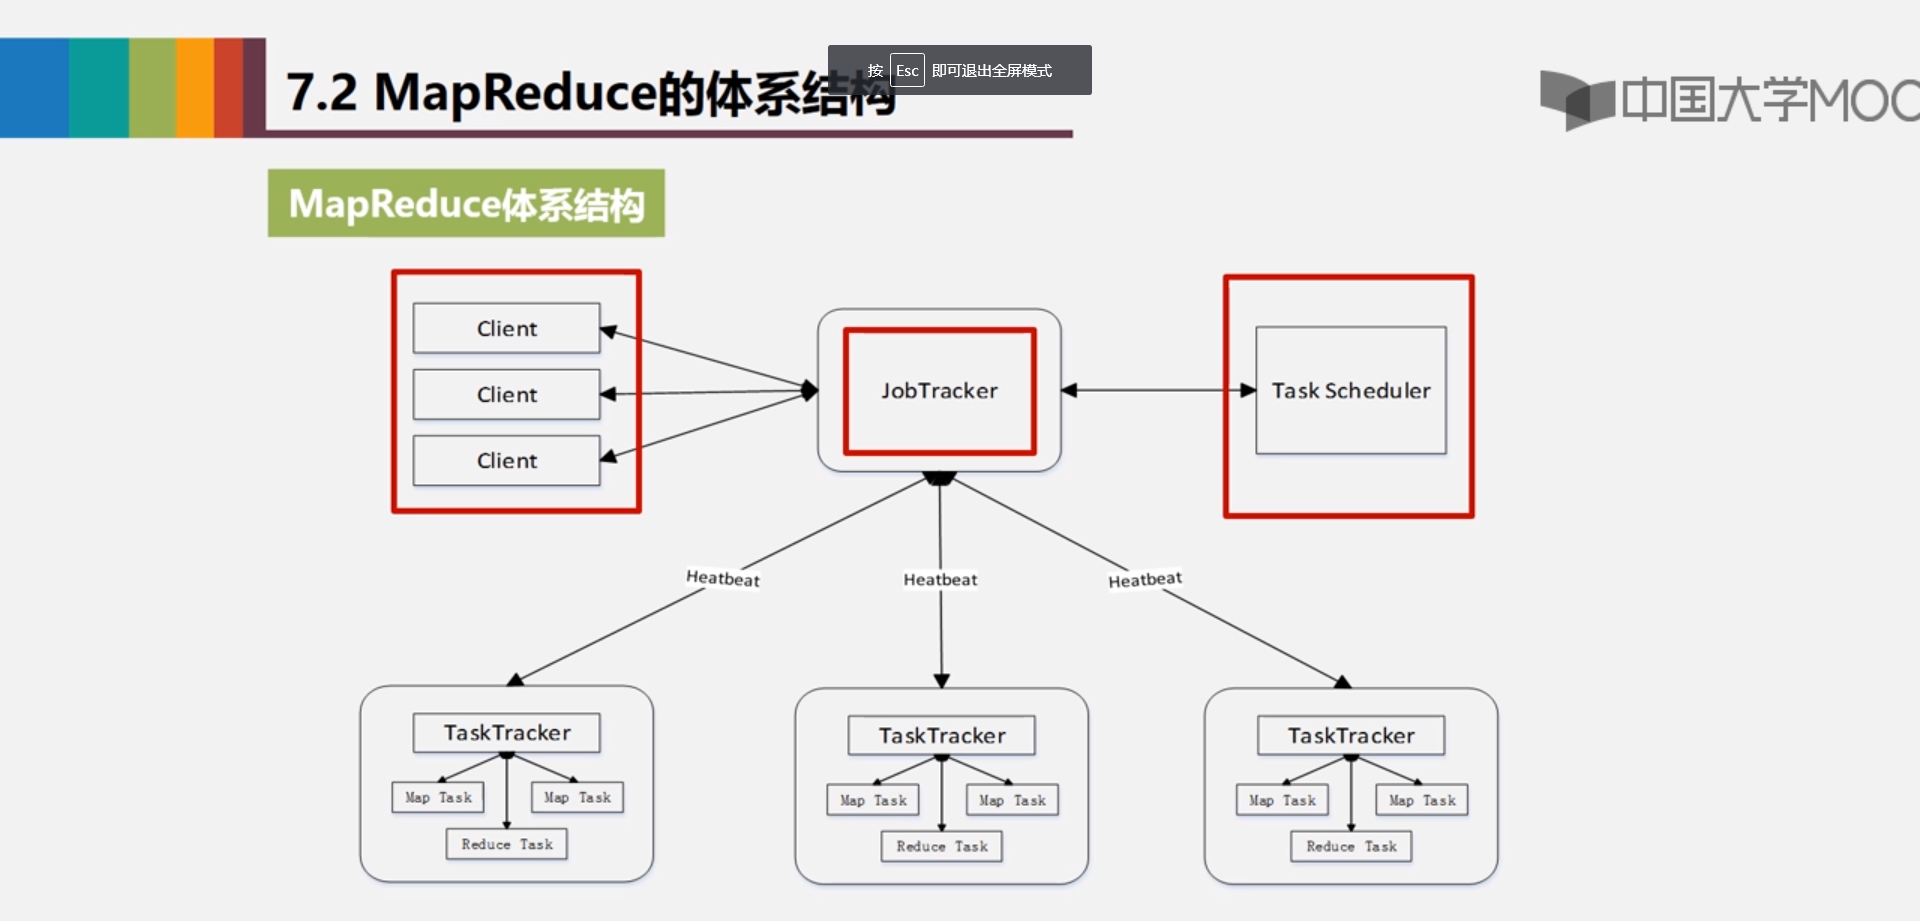 按 Esc 即可退出全屏模式
7.2 MapReduce的体系结构
中国大学MOO
MapReduce体系结构
Client
Client
Client
JobTracker
Task Scheduler
Heatbeat
Heatbeat
Heatbeat
TaskTracker
Map Task
Map Task
Reduce Task
TaskTracker
Map Task
Map Task
Reduce Task
TaskTracker
Map Task
Map Task
Reduce Task